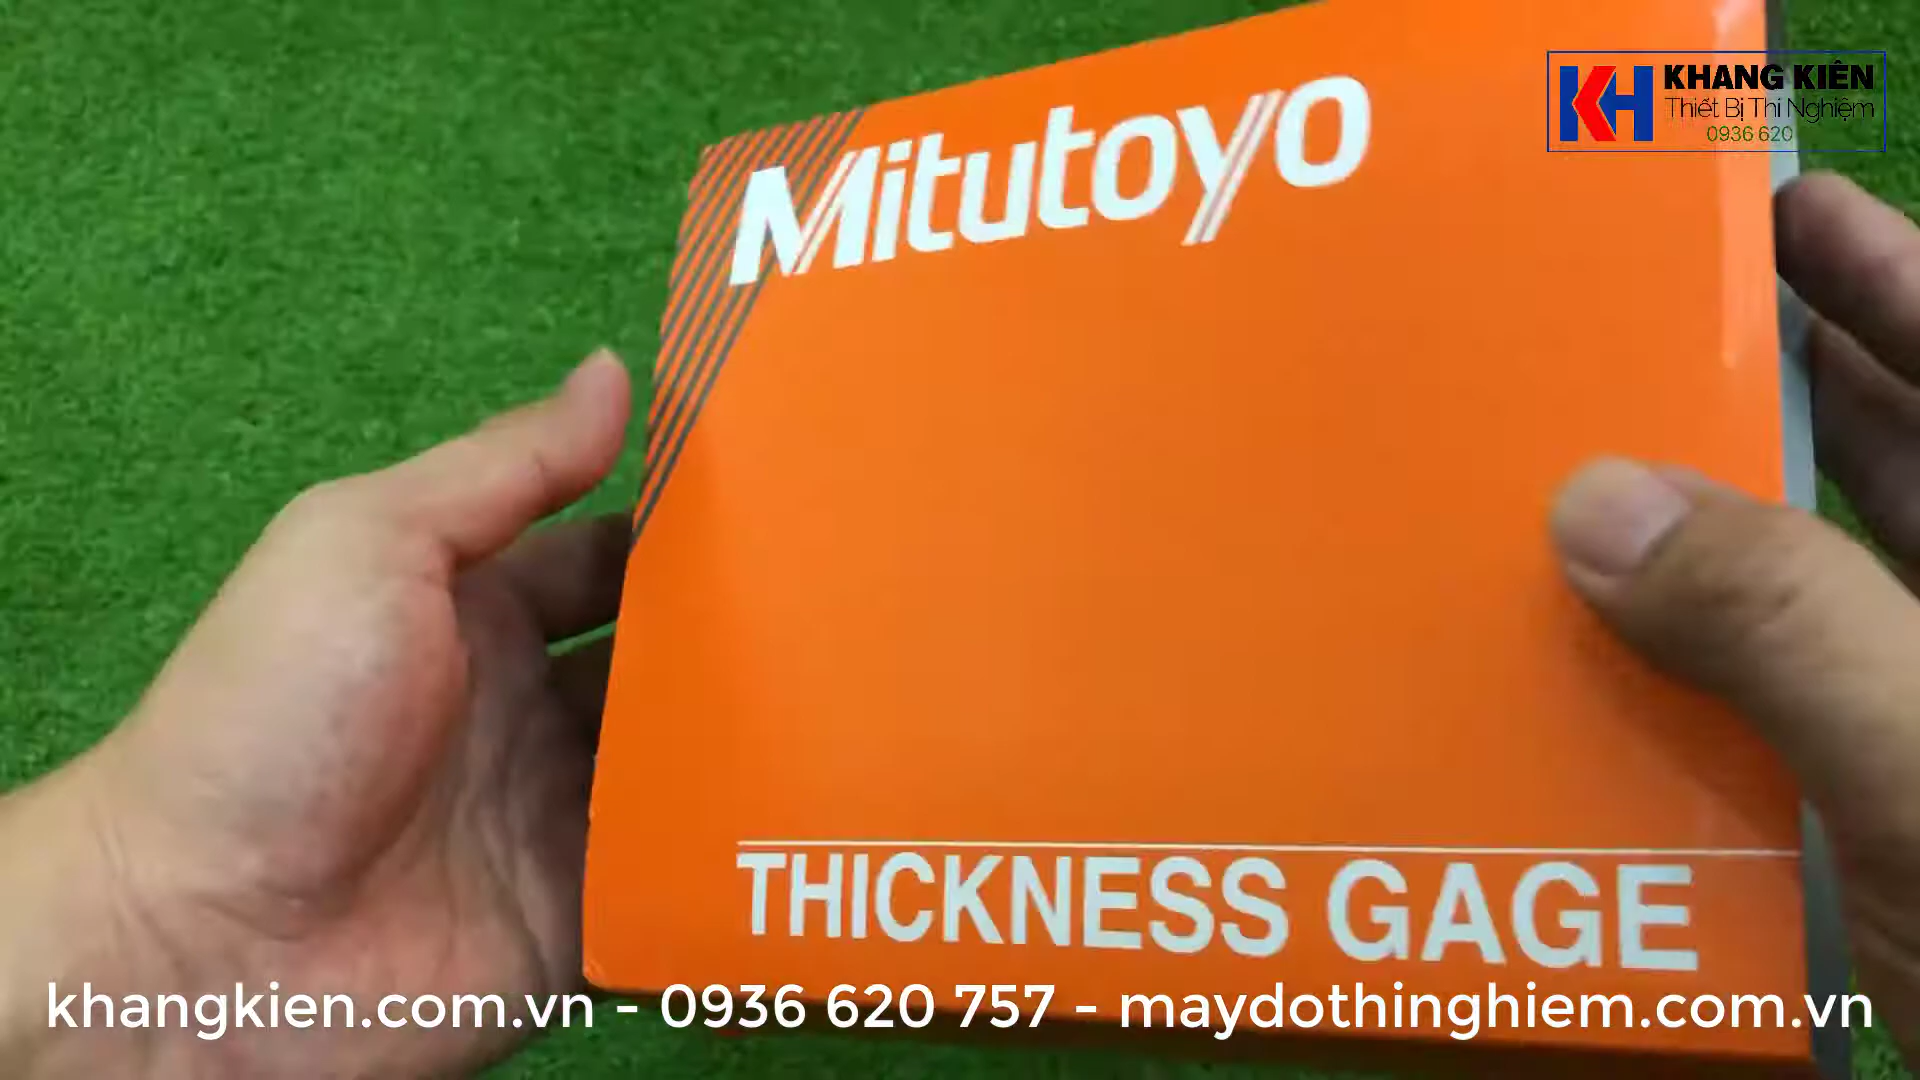 Mitutoyo
KHANG KIÊN
Thiết Bị Thí Nghiệm
0936 620
THICKNESS GAGE
khangkien.com.vn - 0936 620 757 - maydothinghiem.com.vn